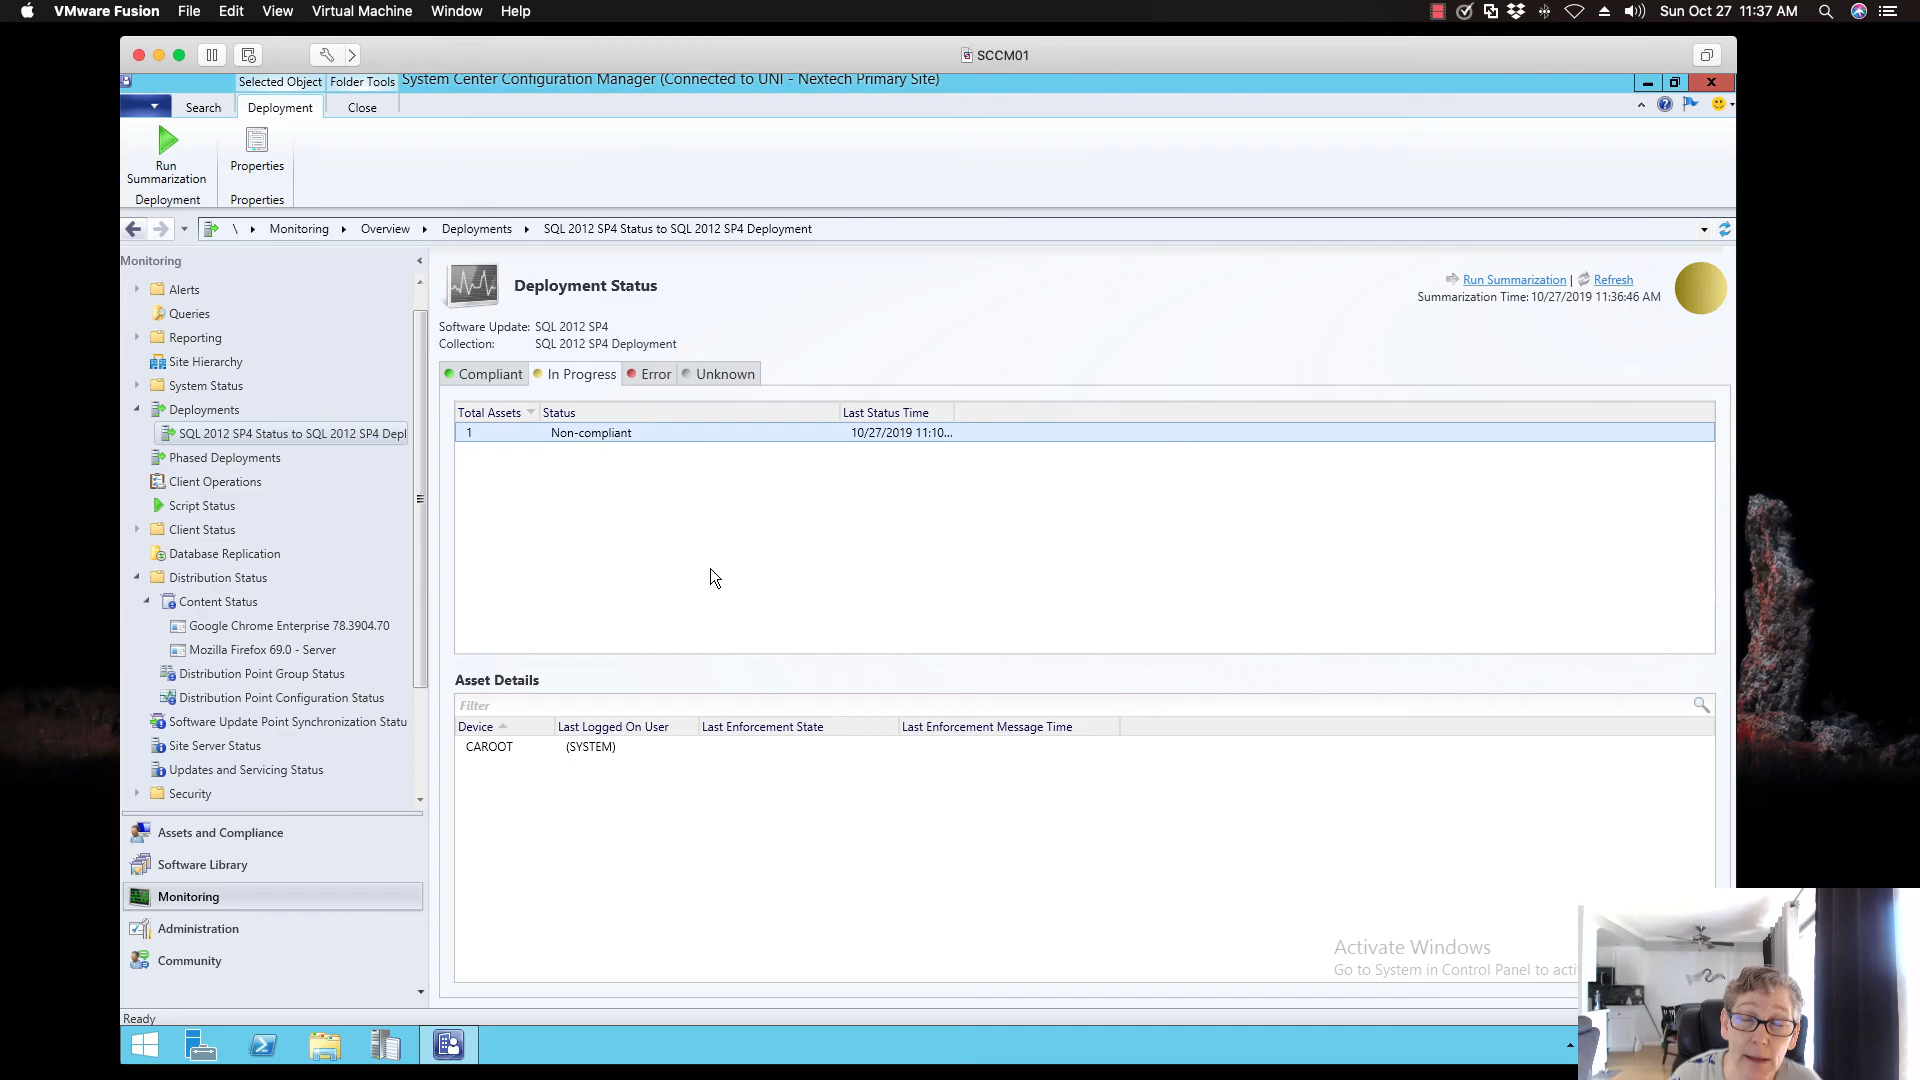 VMware Fusion File Edit View Virtual Machine Window Help Sun Oct 27 11:37 AM
SCCM01
Selected Object Folder Tools System Center Configuration Manager (Connected to UNI - Nextech Primary Site)
Search Deployment Close
Run Summarization
Properties
Deployment Properties
\ Monitoring Overview Deployments SQL 2012 SP4 Status to SQL 2012 SP4 Deployment
Monitoring
Alerts
Queries
Reporting
Site Hierarchy
System Status
Deployments
SQL 2012 SP4 Status to SQL 2012 SP4 Depl
Phased Deployments
Client Operations
Script Status
Client Status
Database Replication
Distribution Status
Content Status
Google Chrome Enterprise 78.3904.70
Mozilla Firefox 69.0 - Server
Distribution Point Group Status
Distribution Point Configuration Status
Software Update Point Synchronization Statu
Site Server Status
Updates and Servicing Status
Security
Assets and Compliance
Software Library
Monitoring
Administration
Community
Deployment Status
Run Summarization | Refresh
Summarization Time: 10/27/2019 11:36:46 AM
Software Update: SQL 2012 SP4
Collection: SQL 2012 SP4 Deployment
Compliant In Progress Error Unknown
Total Assets Status Last Status Time
1 Non-compliant 10/27/2019 11:10...
Asset Details
Filter
Device Last Logged On User Last Enforcement State Last Enforcement Message Time
CAROOT (SYSTEM)
Activate Windows
Go to System in Control Panel to acti
Ready